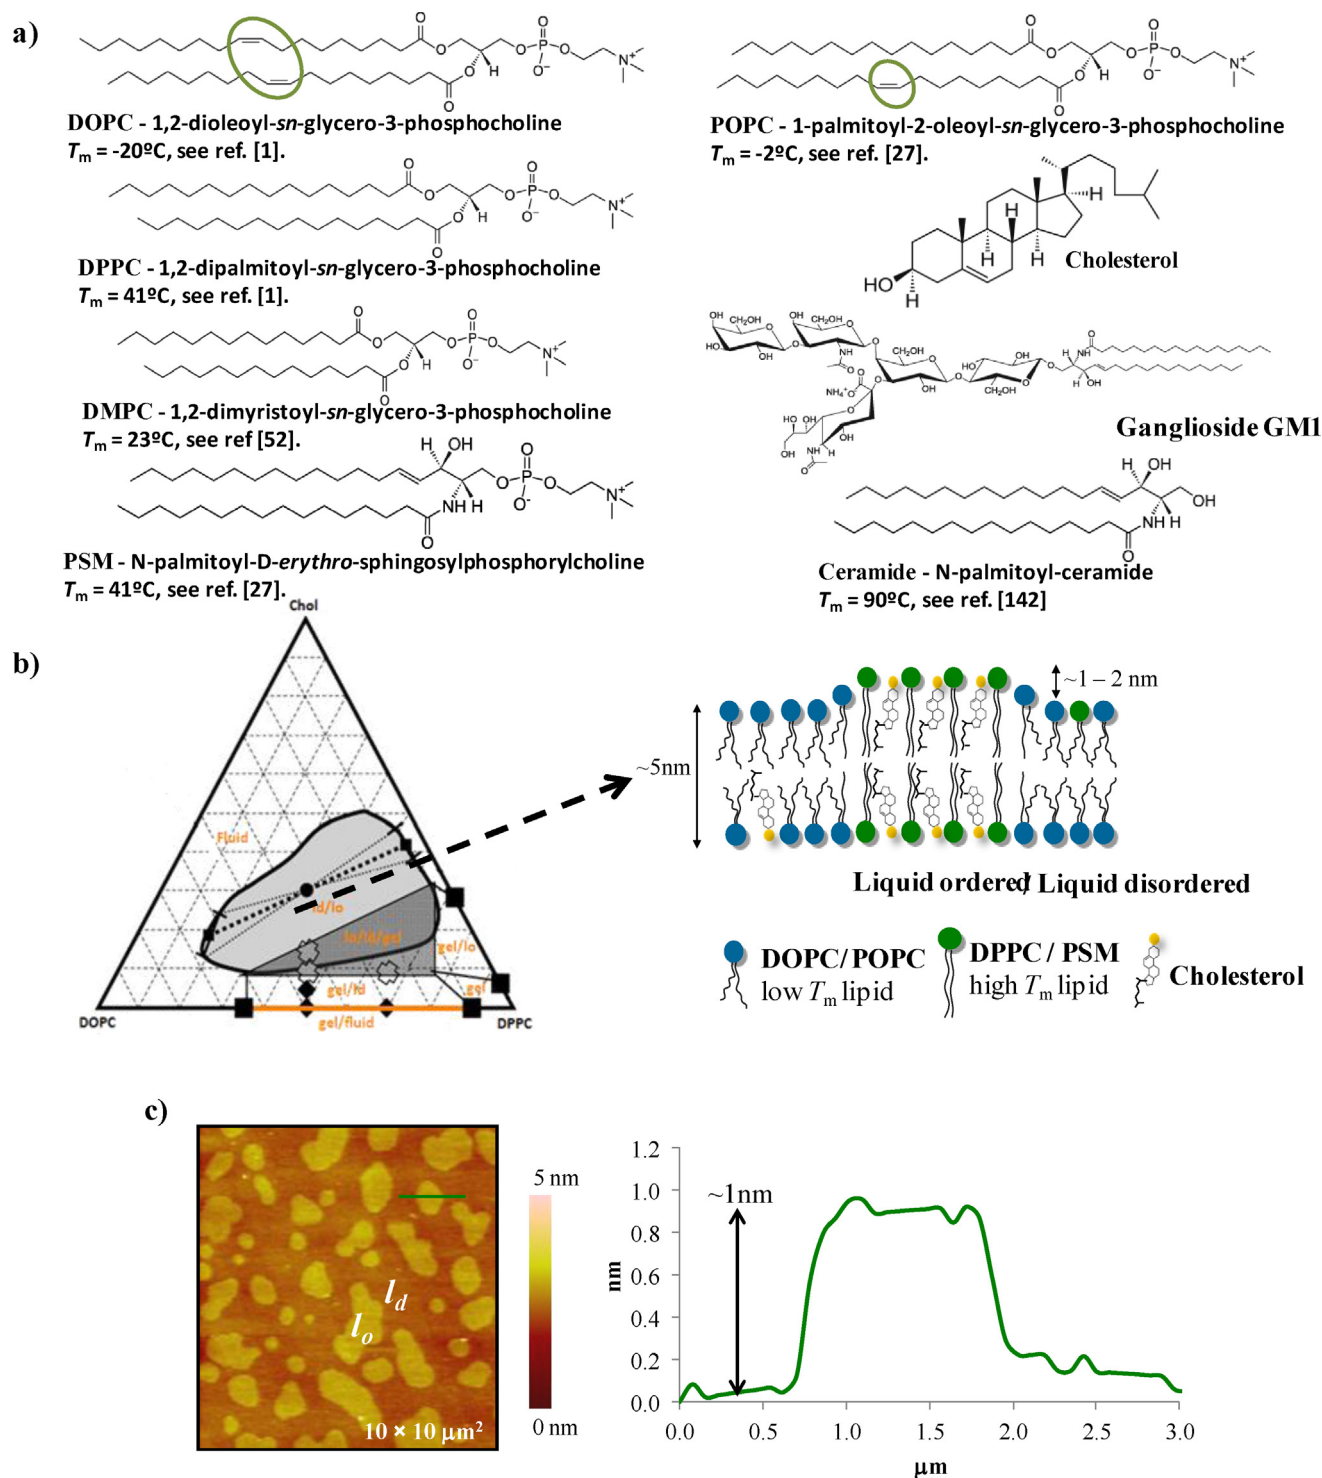 a)
DOPC - 1,2-dioleoyl-sn-glycero-3-phosphocholine
Tm = -20ºC, see ref. [1].
POPC - 1-palmitoyl-2-oleoyl-sn-glycero-3-phosphocholine
Tm = -2ºC, see ref. [27].
DPPC - 1,2-dipalmitoyl-sn-glycero-3-phosphocholine
Tm = 41ºC, see ref. [1].
Cholesterol
DMPC - 1,2-dimyristoyl-sn-glycero-3-phosphocholine
Tm = 23ºC, see ref [52].
Ganglioside GM1
PSM - N-palmitoyl-D-erythro-sphingosylphosphorylcholine
Tm = 41ºC, see ref. [27].
Ceramide - N-palmitoyl-ceramide
Tm = 90ºC, see ref. [142]
b)
Chol
Fluid
ld/lo
lo/ld/gel
gel/lo
gel/ld
gel
DOPC
gel/fluid
DPPC
~1 – 2 nm
~5nm
Liquid ordered / Liquid disordered
DOPC/POPC
low Tm lipid
DPPC / PSM
high Tm lipid
Cholesterol
c)
5 nm
0 nm
ld
lo
10 × 10 µm²
~1nm
1.2
1.0
0.8
0.6
0.4
0.2
0.0
nm
0.0 0.5 1.0 1.5 2.0 2.5 3.0
µm